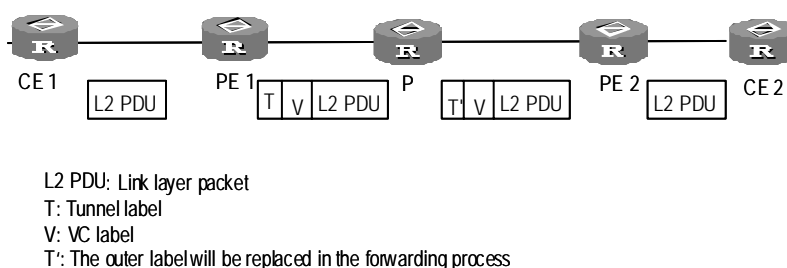 R R R R R
CE 1 PE 1 P PE 2 CE 2
L2 PDU T V L2 PDU T' V L2 PDU L2 PDU
L2 PDU: Link layer packet
T: Tunnel label
V: VC label
T': The outer label will be replaced in the forwarding process